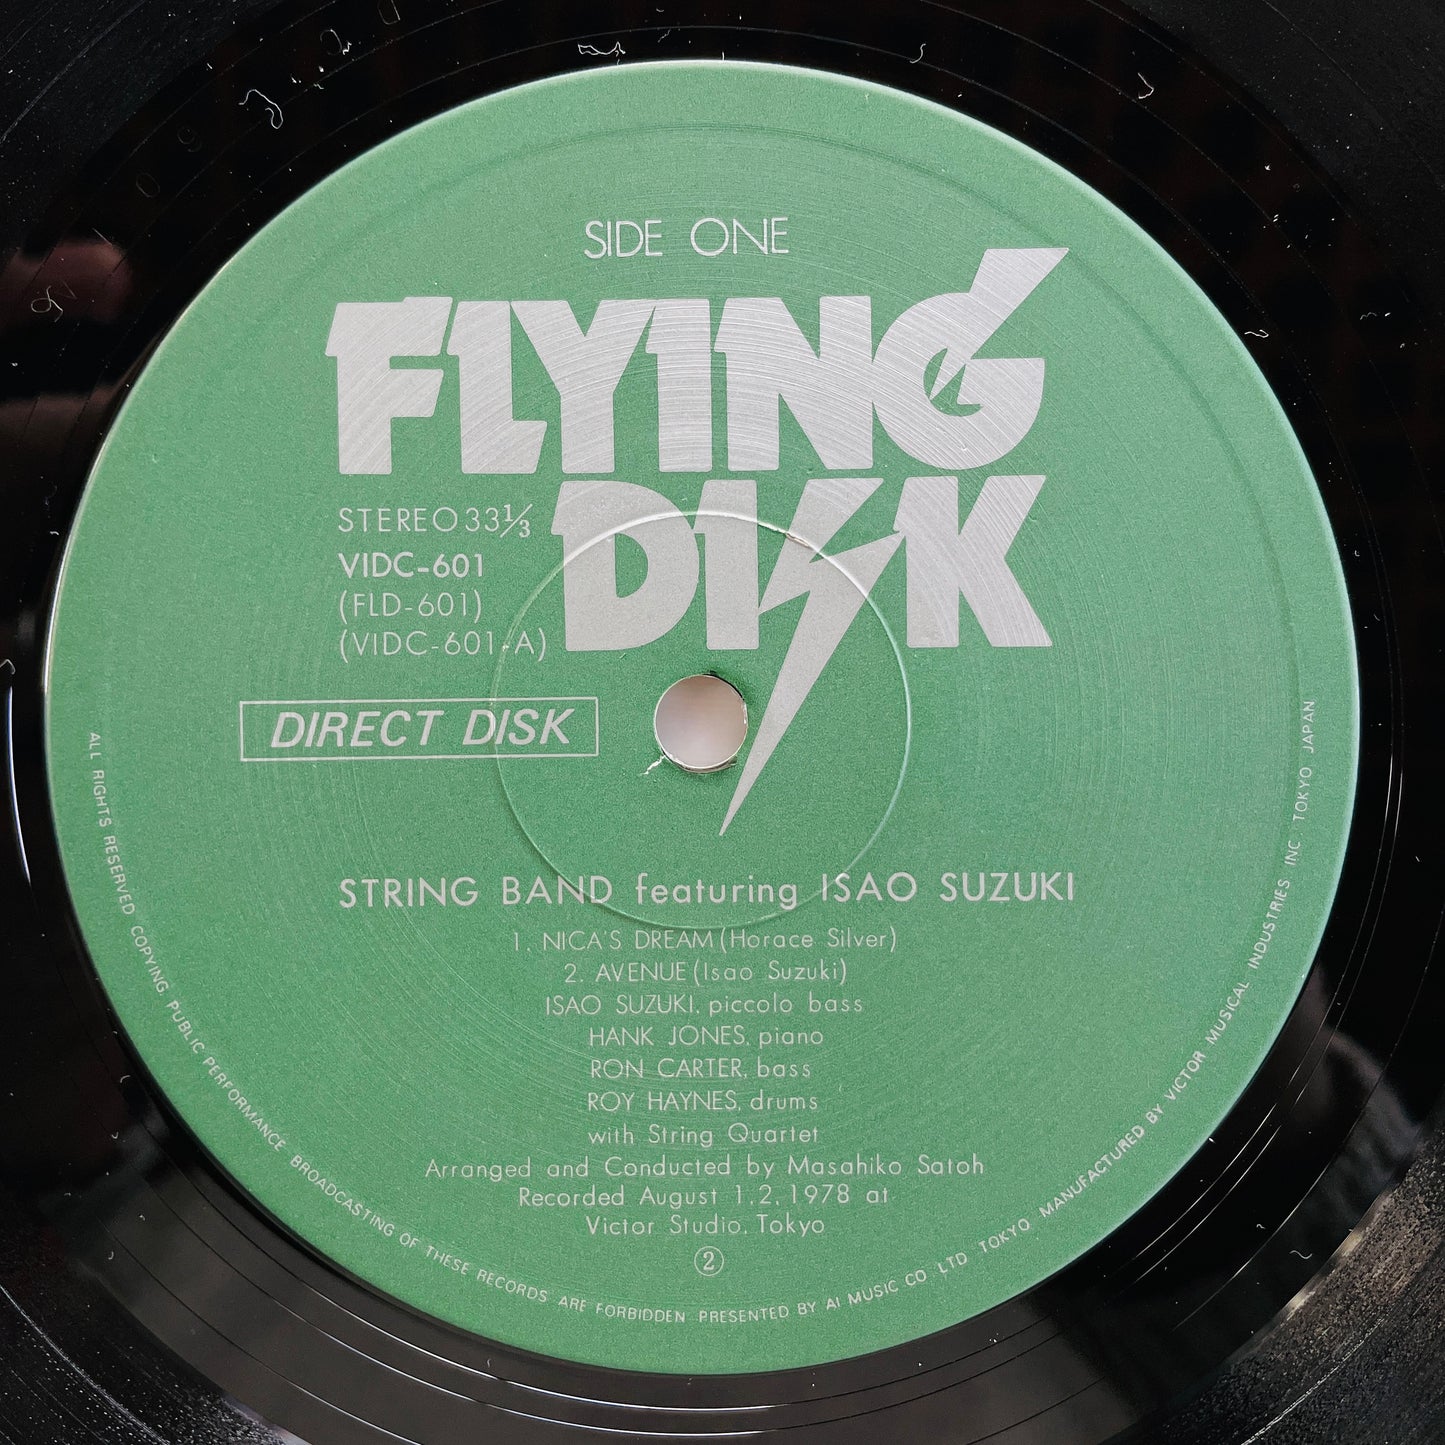 SIDE ONE
FLYING
DISK
STEREO 33⅓
VIDC-601
(FLD-601)
(VIDC-601-A)
DIRECT DISK
STRING BAND featuring ISAO SUZUKI
1. NICA'S DREAM (Horace Silver)
2. AVENUE (Isao Suzuki)
ISAO SUZUKI, piccolo bass
HANK JONES, piano
RON CARTER, bass
ROY HAYNES, drums
with String Quartet
Arranged and Conducted by Masahiko Satoh
Recorded August 1.2, 1978 at
Victor Studio, Tokyo
②
ALL RIGHTS RESERVED COPYING, PUBLIC PERFORMANCE BROADCASTING OF THESE RECORDS ARE FORBIDDEN PRESENTED BY AI MUSIC CO LTD TOKYO MANUFACTURED BY VICTOR MUSICAL INDUSTRIES INC TOKYO JAPAN